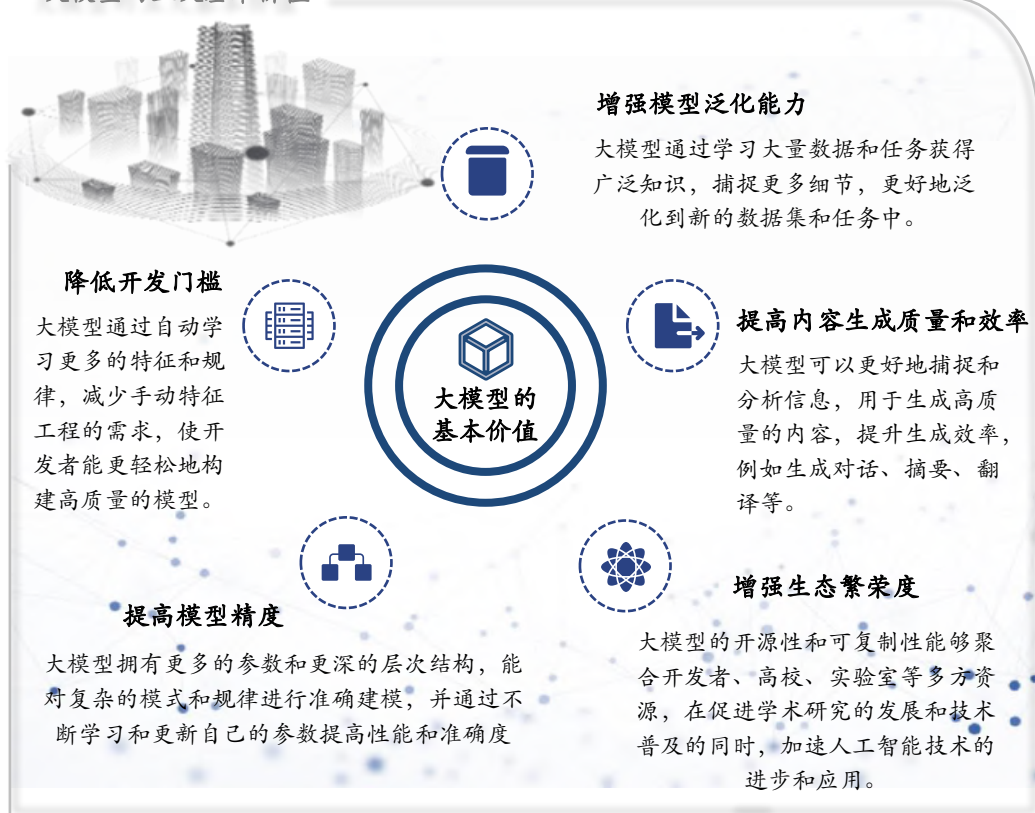 增强模型泛化能力
大模型通过学习大量数据和任务获得
广泛知识，捕捉更多细节，更好地泛
化到新的数据集和任务中。
降低开发门槛
大模型通过自动学
习更多的特征和规
律，减少手动特征
工程的需求，使开
发者能更轻松地构
建高质量的模型。
大模型的
基本价值
提高内容生成质量和效率
大模型可以更好地捕捉和
分析信息，用于生成高质
量的内容，提升生成效率，
例如生成对话、摘要、翻
译等。
提高模型精度
大模型拥有更多的参数和更深的层次结构，能
对复杂的模式和规律进行准确建模，并通过不
断学习和更新自己的参数提高性能和准确度
增强生态繁荣度
大模型的开源性和可复制性能够聚
合开发者、高校、实验室等多方资
源，在促进学术研究的发展和技术
普及的同时，加速人工智能技术的
进步和应用。